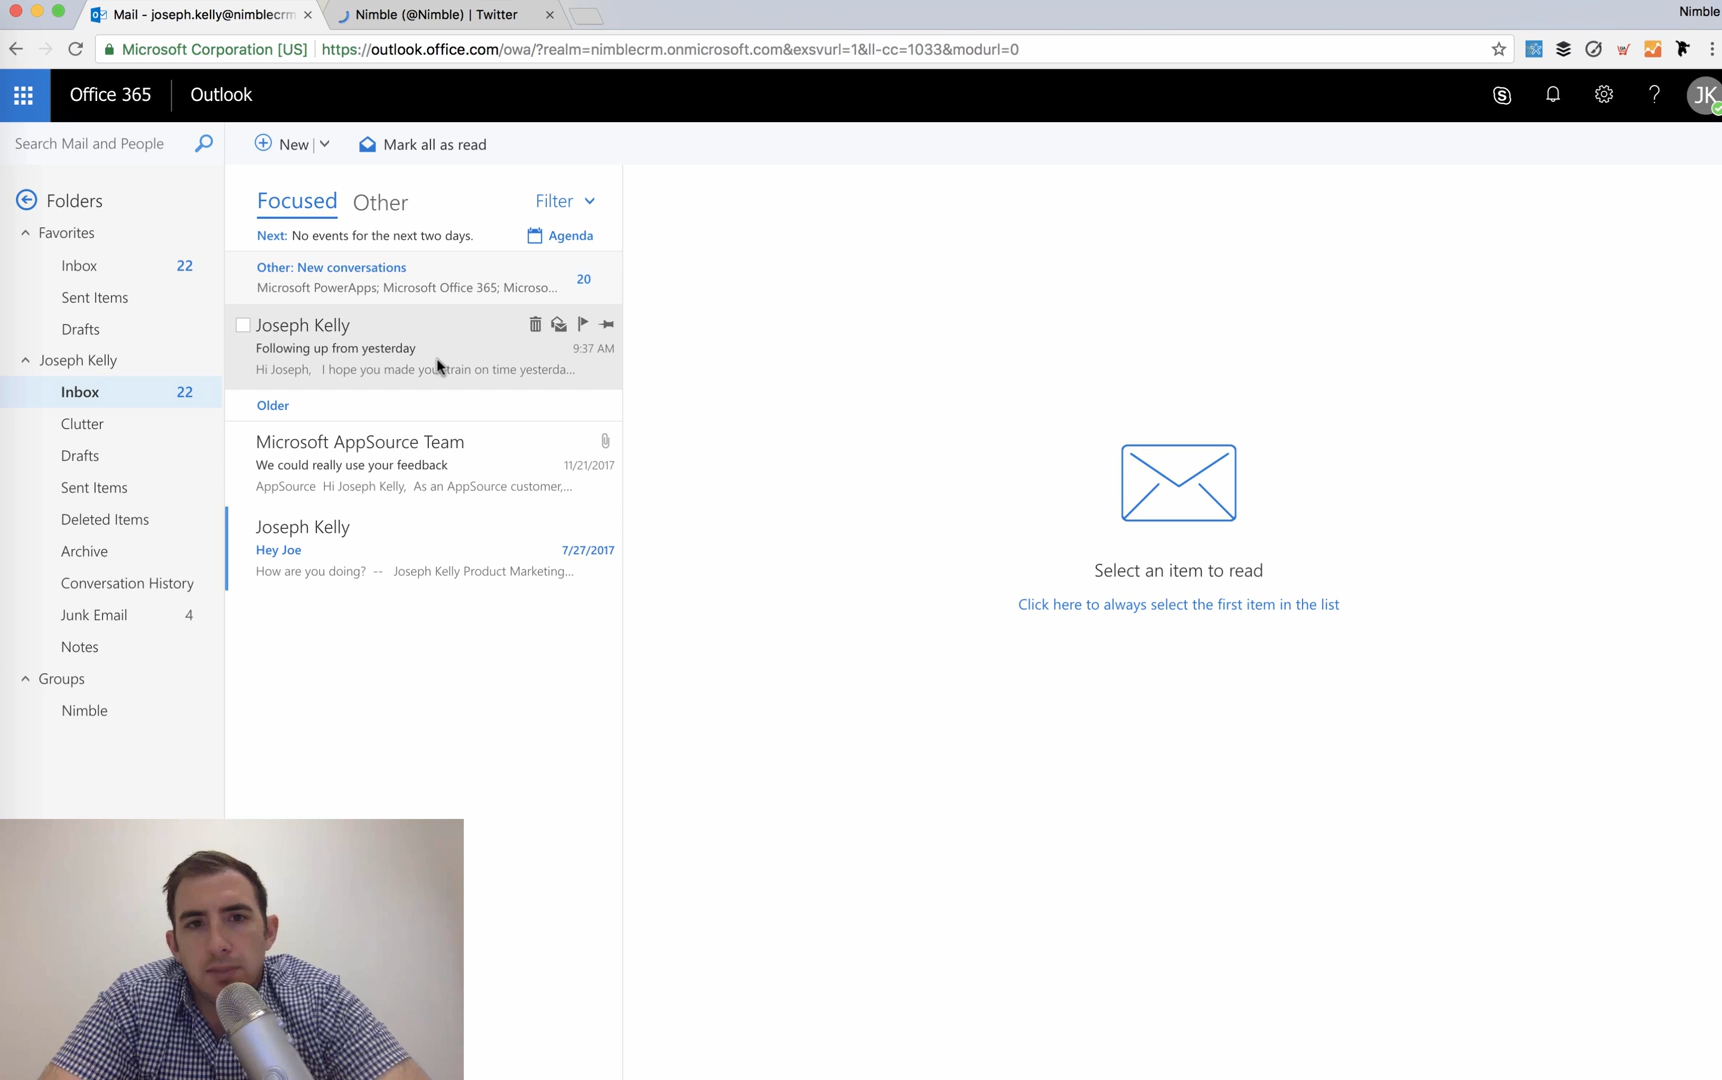 Mail - joseph.kelly@nimblecrm
Nimble (@Nimble) | Twitter
Nimble
Microsoft Corporation [US]
https://outlook.office.com/owa/?realm=nimblecrm.onmicrosoft.com&exsvurl=1&ll-cc=1033&modurl=0
Office 365
Outlook
JK
Search Mail and People
New
Mark all as read
Folders
Favorites
Inbox 22
Sent Items
Drafts
Joseph Kelly
Inbox 22
Clutter
Drafts
Sent Items
Deleted Items
Archive
Conversation History
Junk Email 4
Notes
Groups
Nimble
Focused Other Filter
Next: No events for the next two days. Agenda
Other: New conversations
Microsoft PowerApps; Microsoft Office 365; Microso... 20
Joseph Kelly
Following up from yesterday 9:37 AM
Hi Joseph, I hope you made your train on time yesterda...
Older
Microsoft AppSource Team
We could really use your feedback 11/21/2017
AppSource Hi Joseph Kelly, As an AppSource customer,...
Joseph Kelly
Hey Joe 7/27/2017
How are you doing? -- Joseph Kelly Product Marketing...
Select an item to read
Click here to always select the first item in the list